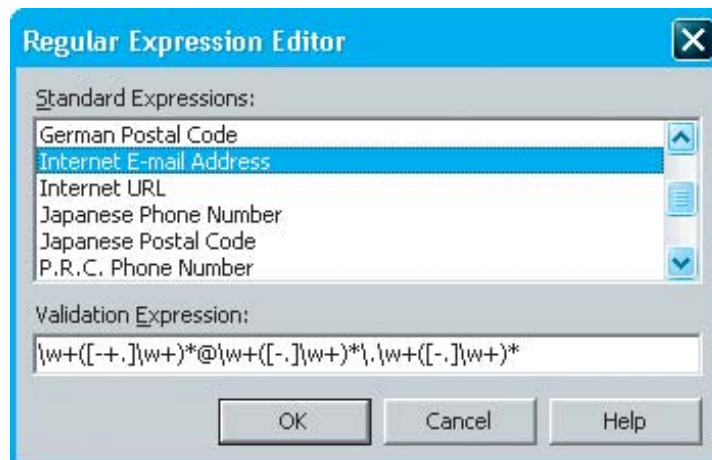 Regular Expression Editor
Standard Expressions:
German Postal Code
Internet E-mail Address
Internet URL
Japanese Phone Number
Japanese Postal Code
P.R.C. Phone Number
Validation Expression:
\w+([-+.]\w+)*@\w+([-.]\w+)*\.\w+([-.]\w+)*
OK Cancel Help